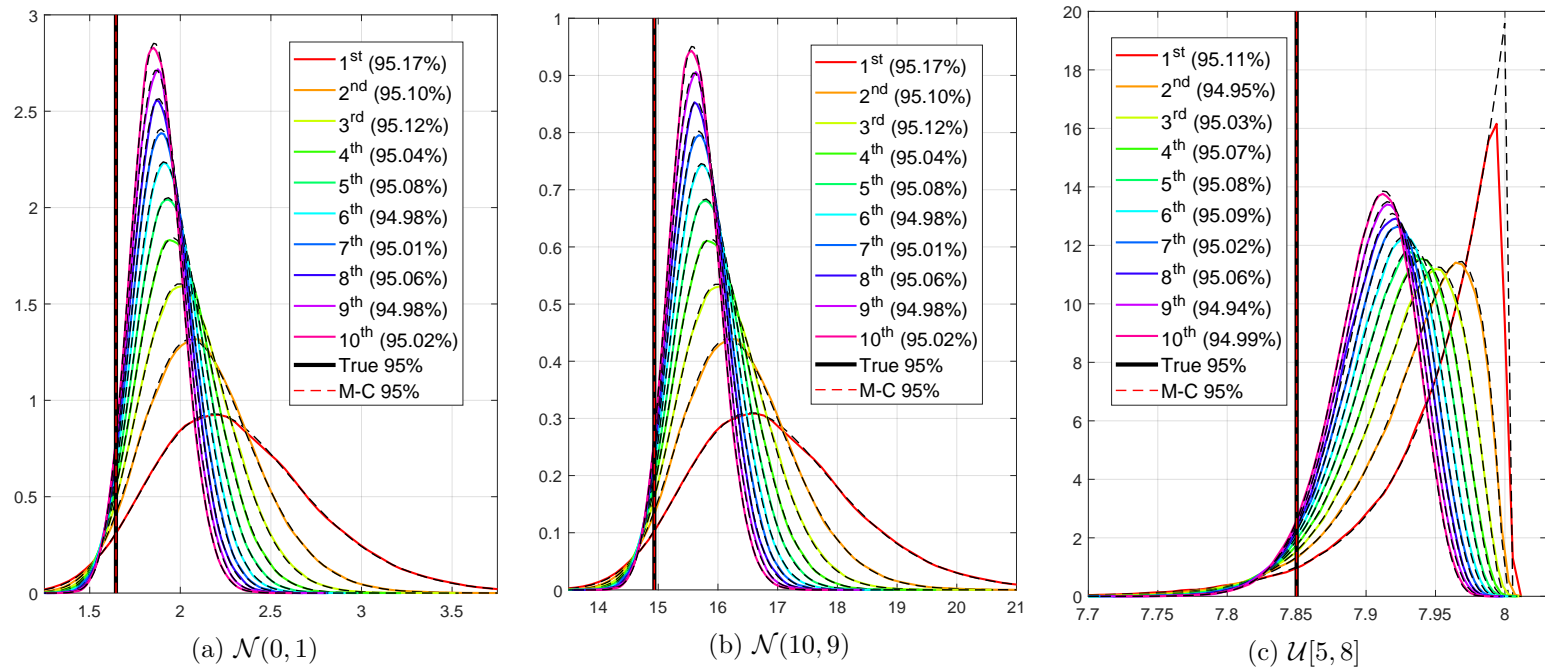 3
2.5
2
1.5
1
0.5
0
1.5 2 2.5 3 3.5
1st (95.17%)
2nd (95.10%)
3rd (95.12%)
4th (95.04%)
5th (95.08%)
6th (94.98%)
7th (95.01%)
8th (95.06%)
9th (94.98%)
10th (95.02%)
True 95%
M-C 95%
(a) 𝒩(0, 1)
1
0.9
0.8
0.7
0.6
0.5
0.4
0.3
0.2
0.1
0
14 15 16 17 18 19 20 21
1st (95.17%)
2nd (95.10%)
3rd (95.12%)
4th (95.04%)
5th (95.08%)
6th (94.98%)
7th (95.01%)
8th (95.06%)
9th (94.98%)
10th (95.02%)
True 95%
M-C 95%
(b) 𝒩(10, 9)
20
18
16
14
12
10
8
6
4
2
0
7.7 7.75 7.8 7.85 7.9 7.95 8
1st (95.11%)
2nd (94.95%)
3rd (95.03%)
4th (95.07%)
5th (95.08%)
6th (95.09%)
7th (95.02%)
8th (95.06%)
9th (94.94%)
10th (94.99%)
True 95%
M-C 95%
(c) 𝒰[5, 8]